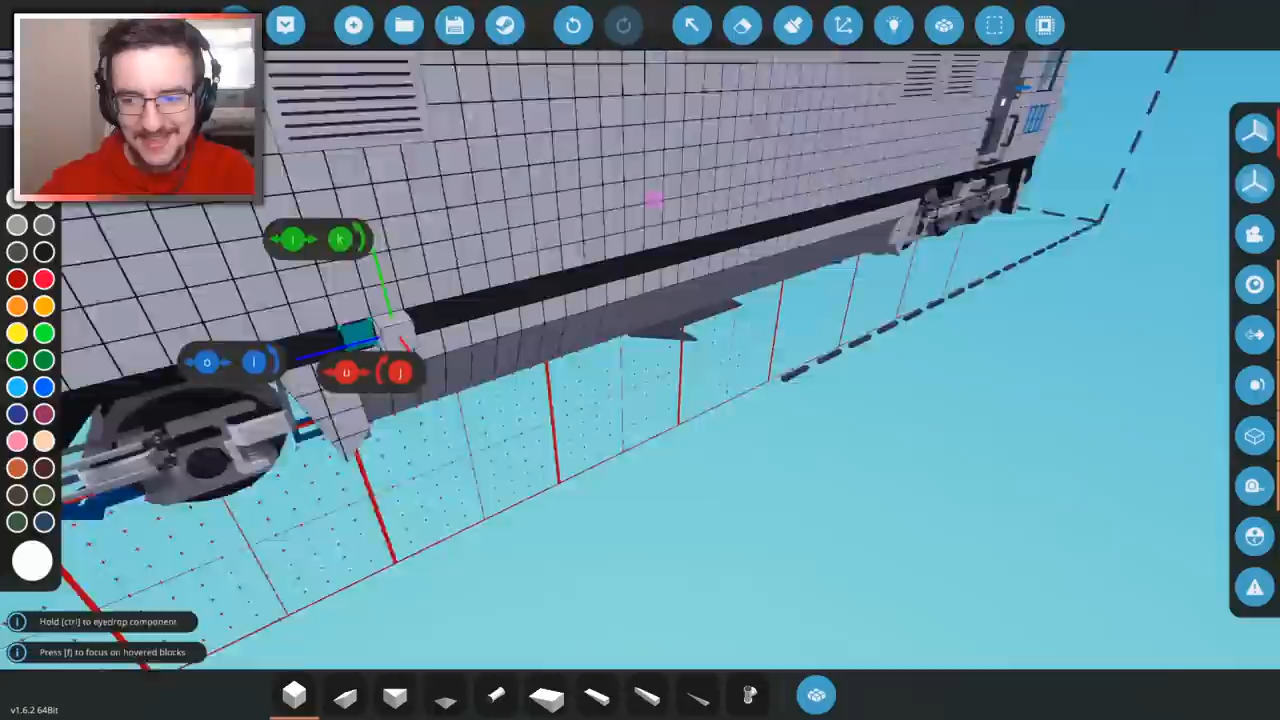 i k
o l
u j
Hold [ctrl] to eyedrop component
Press [f] to focus on hovered blocks
v1.6.2 64Bit